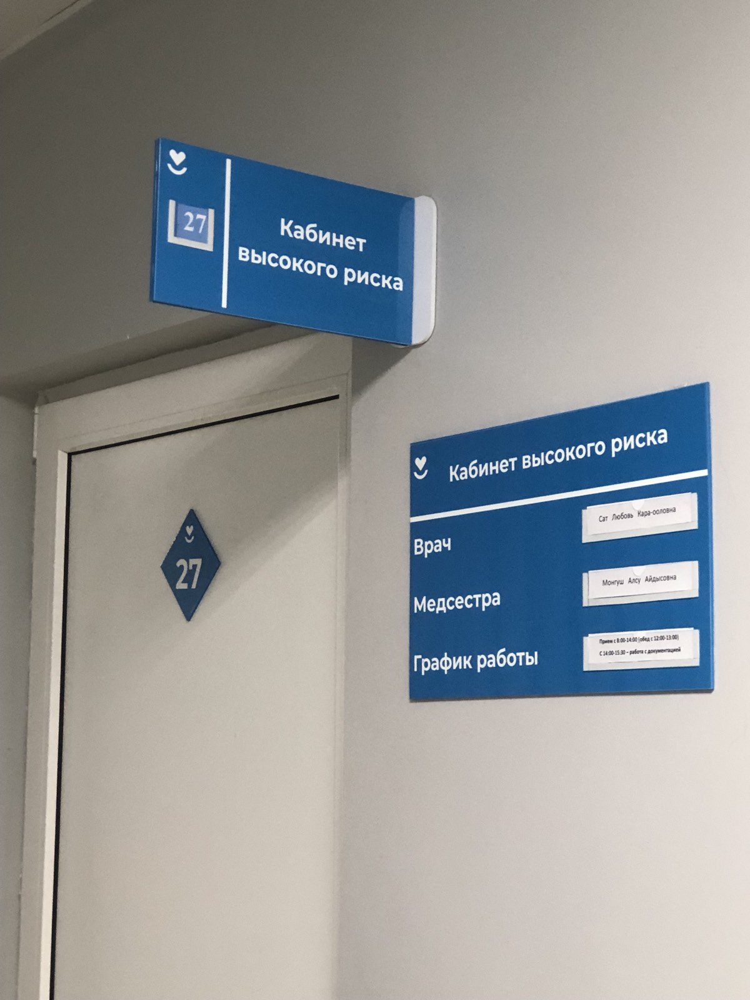 27
Кабинет
высокого риска
27
Кабинет высокого риска
Врач
Сат Любовь Кара-ооловна
Медсестра
Монгуш Алсу Айдысовна
График работы
Прием с 8:00-14:00 (обед с 12:00-13:00)
С 14:00-15:30 – работа с документацией